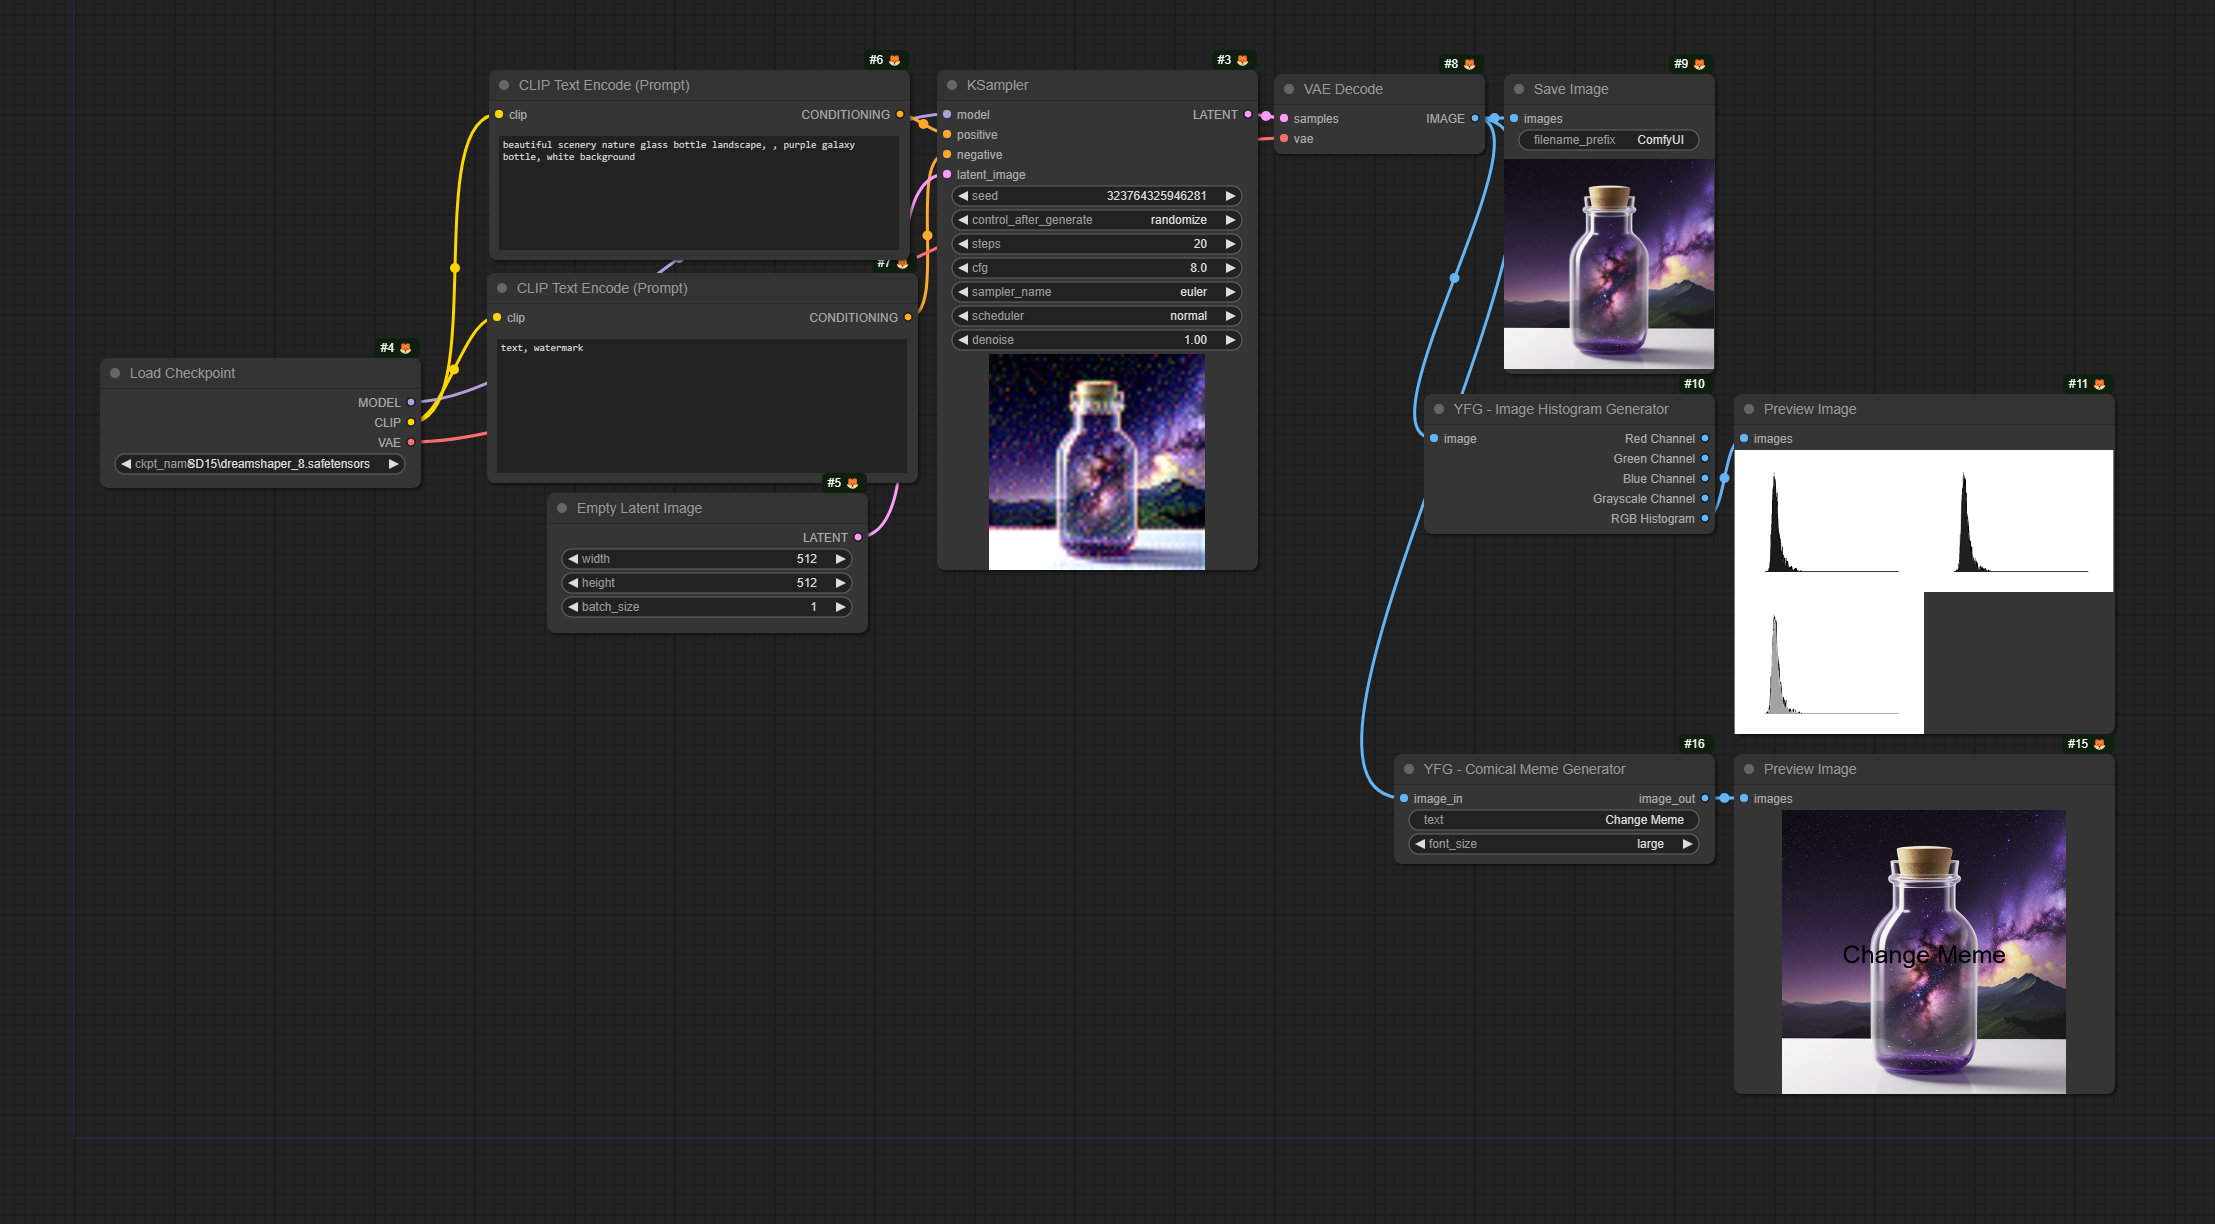 #4
Load Checkpoint
MODEL
CLIP
VAE
ckpt_name SD15\dreamshaper_8.safetensors
#6
CLIP Text Encode (Prompt)
clip CONDITIONING
beautiful scenery nature glass bottle landscape, , purple galaxy
bottle, white background
#7
CLIP Text Encode (Prompt)
clip CONDITIONING
text, watermark
#5
Empty Latent Image
LATENT
width 512
height 512
batch_size 1
#3
KSampler
model LATENT
positive
negative
latent_image
seed 323764325946281
control_after_generate randomize
steps 20
cfg 8.0
sampler_name euler
scheduler normal
denoise 1.00
#8
VAE Decode
samples IMAGE
vae
#9
Save Image
images
filename_prefix ComfyUI
#10
YFG - Image Histogram Generator
image Red Channel
Green Channel
Blue Channel
Grayscale Channel
RGB Histogram
#11
Preview Image
images
#16
YFG - Comical Meme Generator
image_in image_out
text Change Meme
font_size large
#15
Preview Image
images
Change Meme